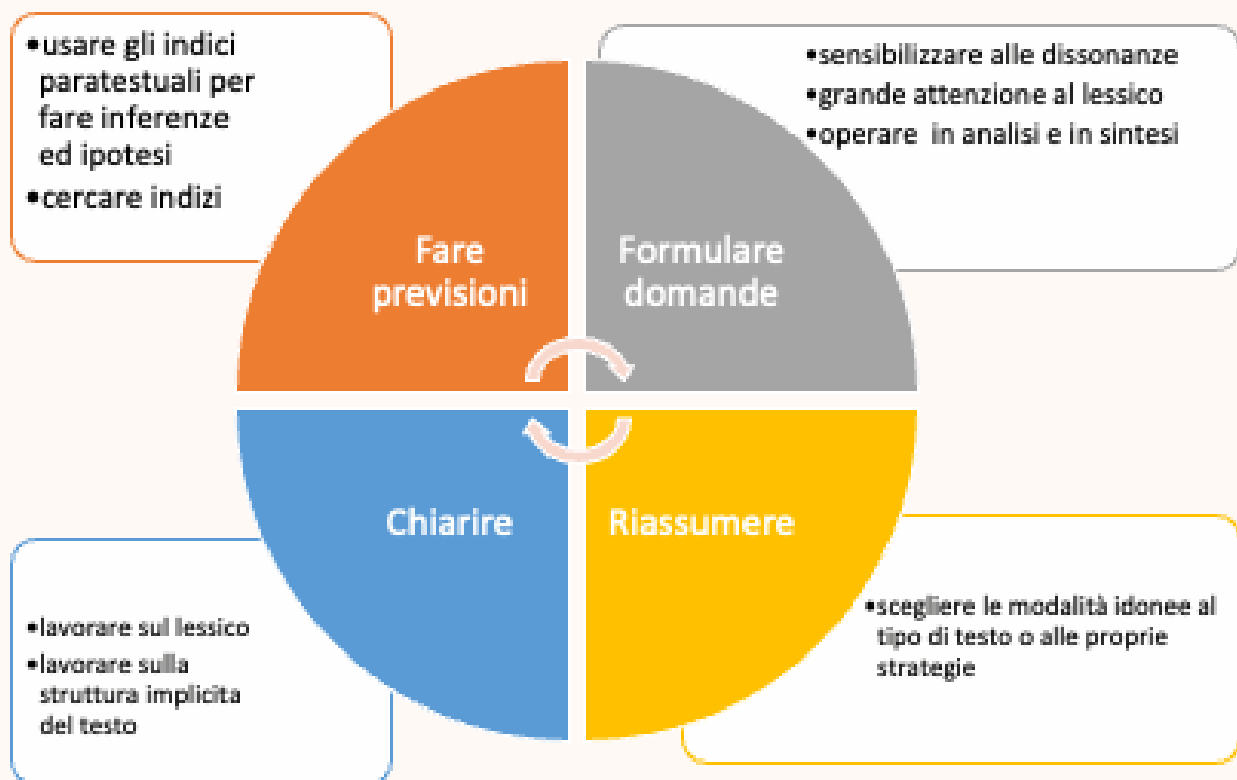 •usare gli indici
paratestuali per
fare inferenze
ed ipotesi
•cercare indizi
•sensibilizzare alle dissonanze
•grande attenzione al lessico
•operare in analisi e in sintesi
Fare
previsioni
Formulare
domande
Chiarire
Riassumere
•lavorare sul lessico
•lavorare sulla
struttura implicita
del testo
•scegliere le modalità idonee al
tipo di testo o alle proprie
strategie